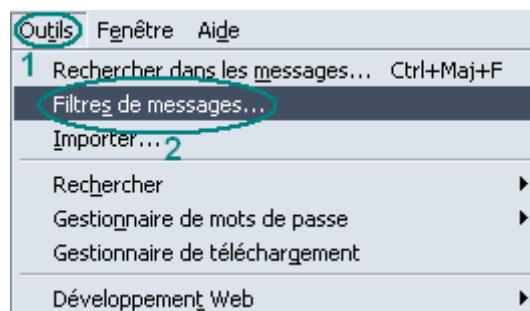 Outils Fenêtre Aide
1 Rechercher dans les messages... Ctrl+Maj+F
Filtres de messages...
Importer... 2
Rechercher
Gestionnaire de mots de passe
Gestionnaire de téléchargement
Développement Web